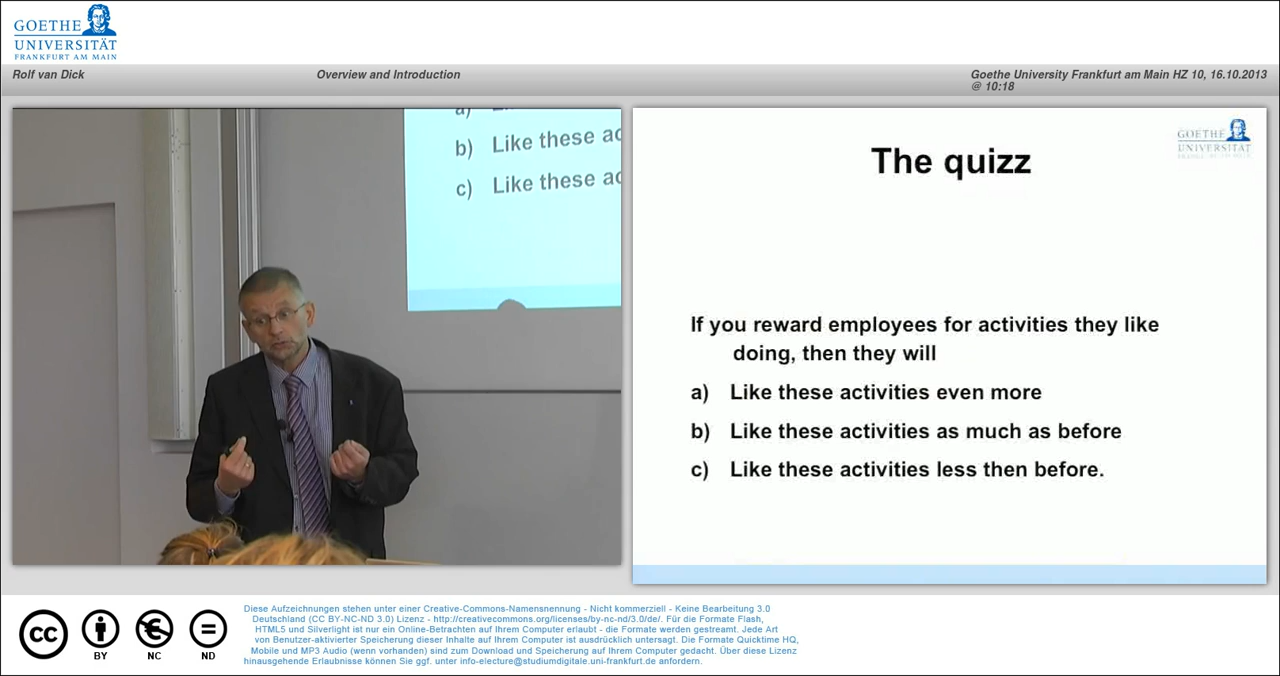 GOETHE
UNIVERSITÄT
FRANKFURT AM MAIN
Rolf van Dick
Overview and Introduction
Goethe University Frankfurt am Main HZ 10, 16.10.2013
@ 10:18
a)
b) Like these ac
c) Like these ac
GOETHE
UNIVERSITÄT
The quizz
If you reward employees for activities they like
doing, then they will
a) Like these activities even more
b) Like these activities as much as before
c) Like these activities less then before.
cc
BY
NC
ND
Diese Aufzeichnungen stehen unter einer Creative-Commons-Namensnennung - Nicht kommerziell - Keine Bearbeitung 3.0
Deutschland (CC BY-NC-ND 3.0) Lizenz - http://creativecommons.org/licenses/by-nc-nd/3.0/de/. Für die Formate Flash,
HTML5 und Silverlight ist nur ein Online-Betrachten auf Ihrem Computer erlaubt - die Formate werden gestreamt. Jede Art
von Benutzer-aktivierter Speicherung dieser Inhalte auf Ihrem Computer ist ausdrücklich untersagt. Die Formate Quicktime HQ,
Mobile und MP3 Audio (wenn vorhanden) sind zum Download und Speicherung auf Ihrem Computer gedacht. Über diese Lizenz
hinausgehende Erlaubnisse können Sie ggf. unter info-electure@studiumdigitale.uni-frankfurt.de anfordern.